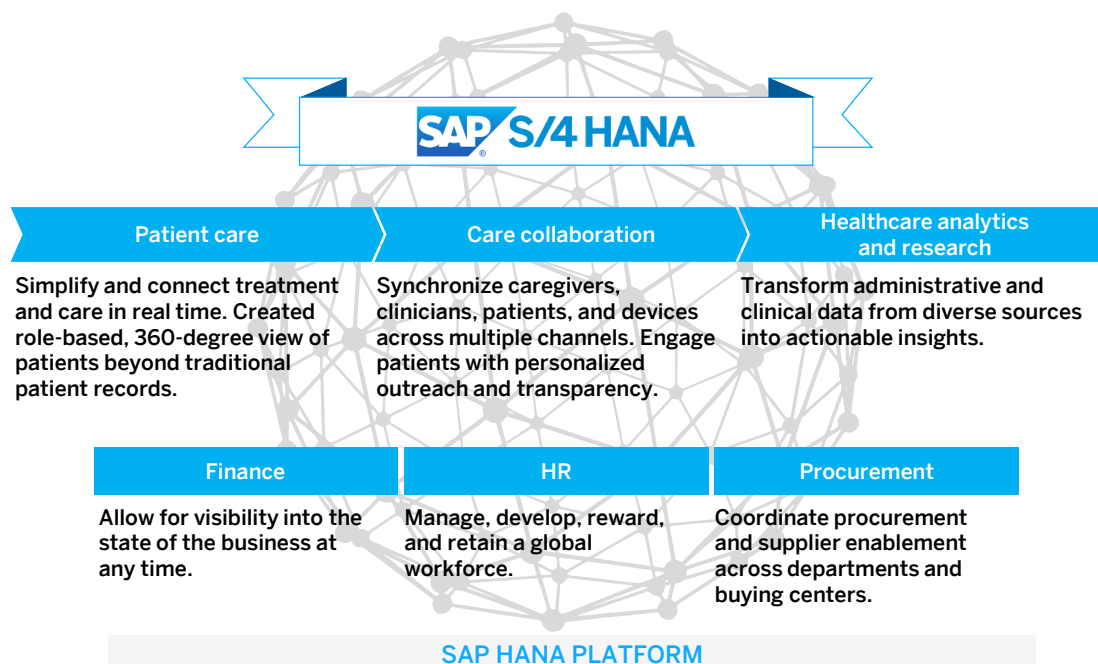 SAP® S/4 HANA
Patient care
Care collaboration
Healthcare analytics
and research
Simplify and connect treatment
and care in real time. Created
role-based, 360-degree view of
patients beyond traditional
patient records.
Synchronize caregivers,
clinicians, patients, and devices
across multiple channels. Engage
patients with personalized
outreach and transparency.
Transform administrative and
clinical data from diverse sources
into actionable insights.
Finance
HR
Procurement
Allow for visibility into the
state of the business at
any time.
Manage, develop, reward,
and retain a global
workforce.
Coordinate procurement
and supplier enablement
across departments and
buying centers.
SAP HANA PLATFORM